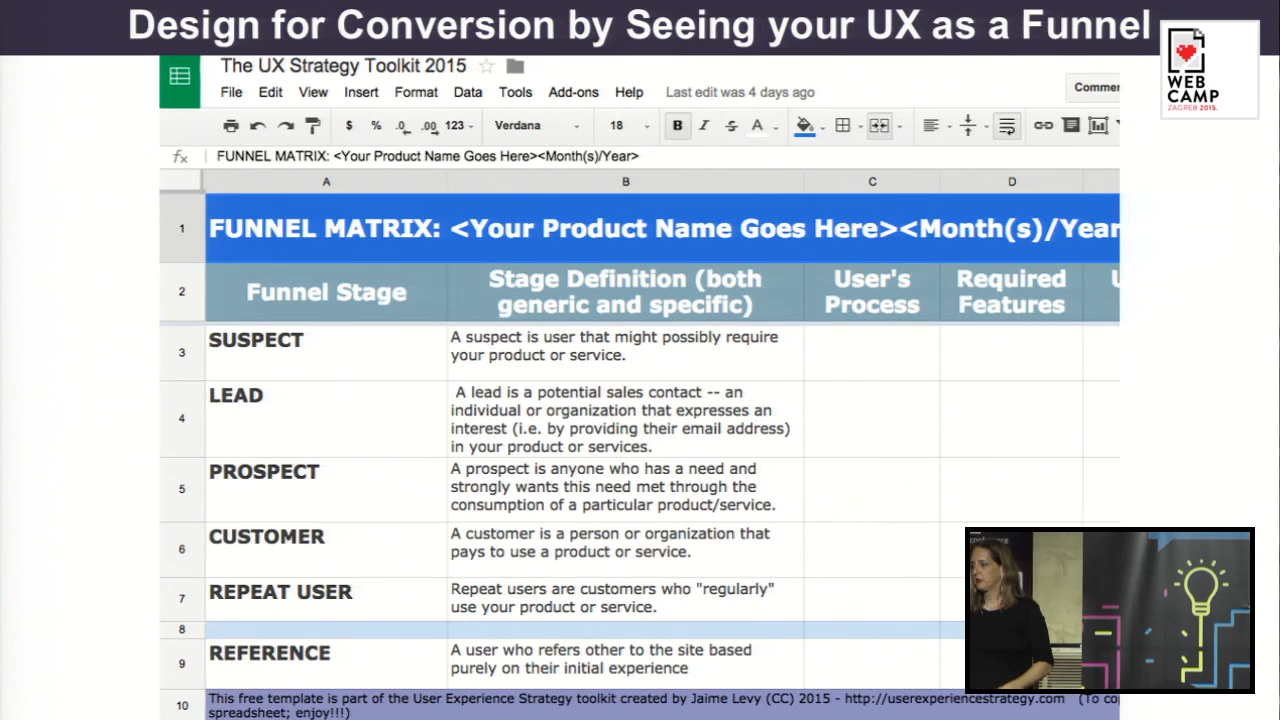 Design for Conversion by Seeing your UX as a Funnel
WEB
CAMP
ZAGREB 2015.
The UX Strategy Toolkit 2015
File Edit View Insert Format Data Tools Add-ons Help Last edit was 4 days ago
Commen
$ % .0 .00 123 Verdana 18 B I S A
fx FUNNEL MATRIX: <Your Product Name Goes Here><Month(s)/Year>
A B C D
1 FUNNEL MATRIX: <Your Product Name Goes Here><Month(s)/Year
2 Funnel Stage
Stage Definition (both
generic and specific)
User's
Process
Required
Features
U
3 SUSPECT
A suspect is user that might possibly require
your product or service.
4 LEAD
A lead is a potential sales contact -- an
individual or organization that expresses an
interest (i.e. by providing their email address)
in your product or services.
5 PROSPECT
A prospect is anyone who has a need and
strongly wants this need met through the
consumption of a particular product/service.
6 CUSTOMER
A customer is a person or organization that
pays to use a product or service.
7 REPEAT USER
Repeat users are customers who "regularly"
use your product or service.
8
9 REFERENCE
A user who refers other to the site based
purely on their initial experience
10 This free template is part of the User Experience Strategy toolkit created by Jaime Levy (CC) 2015 - http://userexperiencestrategy.com (To cop
spreadsheet; enjoy!!!)
conference